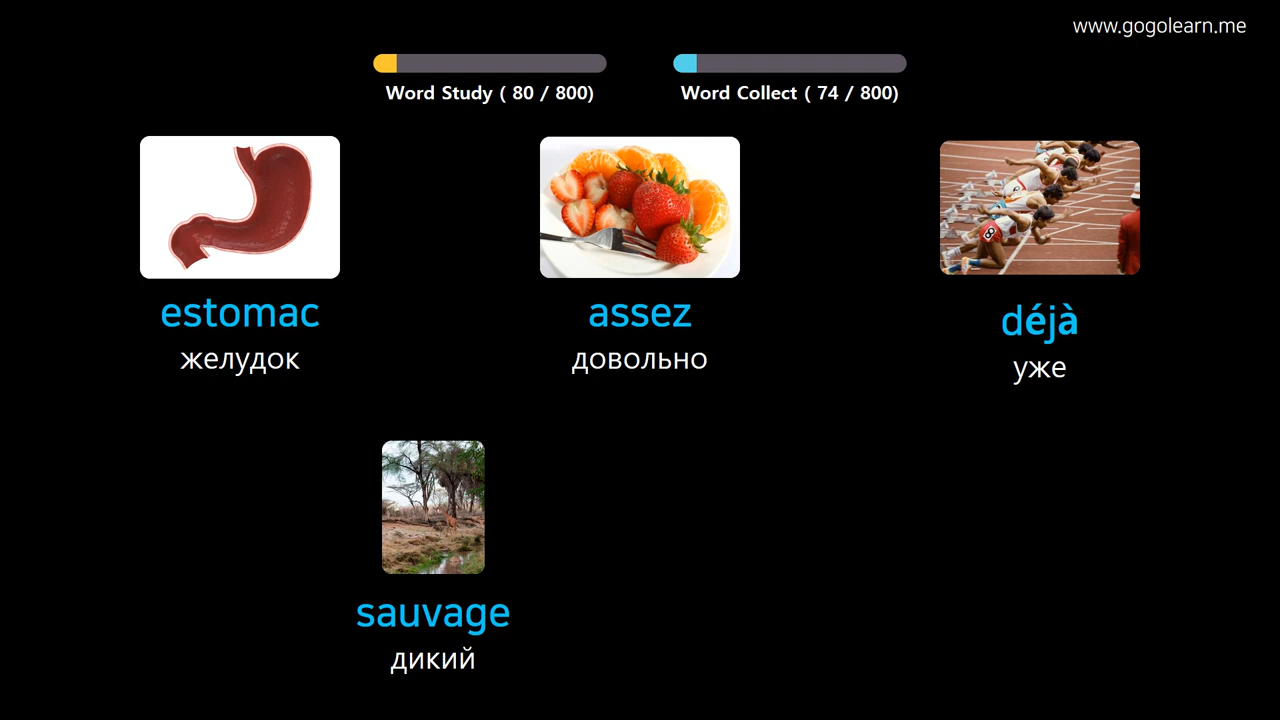 www.gogolearn.me
Word Study ( 80 / 800)
Word Collect ( 74 / 800)
estomac
желудок
assez
довольно
déjà
уже
sauvage
дикий